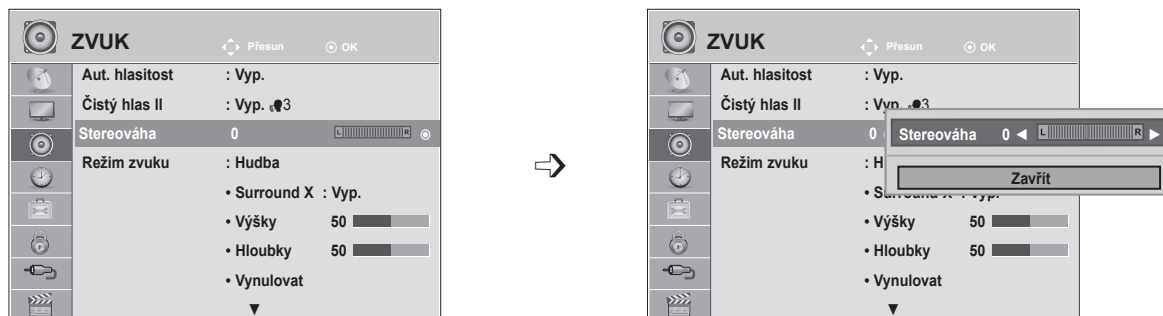 ZVUK Přesun OK
Aut. hlasitost : Vyp.
Čistý hlas II : Vyp. 3
Stereováha 0 L R
Režim zvuku : Hudba
• Surround X : Vyp.
• Výšky 50
• Hloubky 50
• Vynulovat
ZVUK Přesun OK
Aut. hlasitost : Vyp.
Čistý hlas II : Vyp. 3
Stereováha 0
Stereováha 0 L R
Režim zvuku : H
Zavřít
• Surround X : Vyp.
• Výšky 50
• Hloubky 50
• Vynulovat